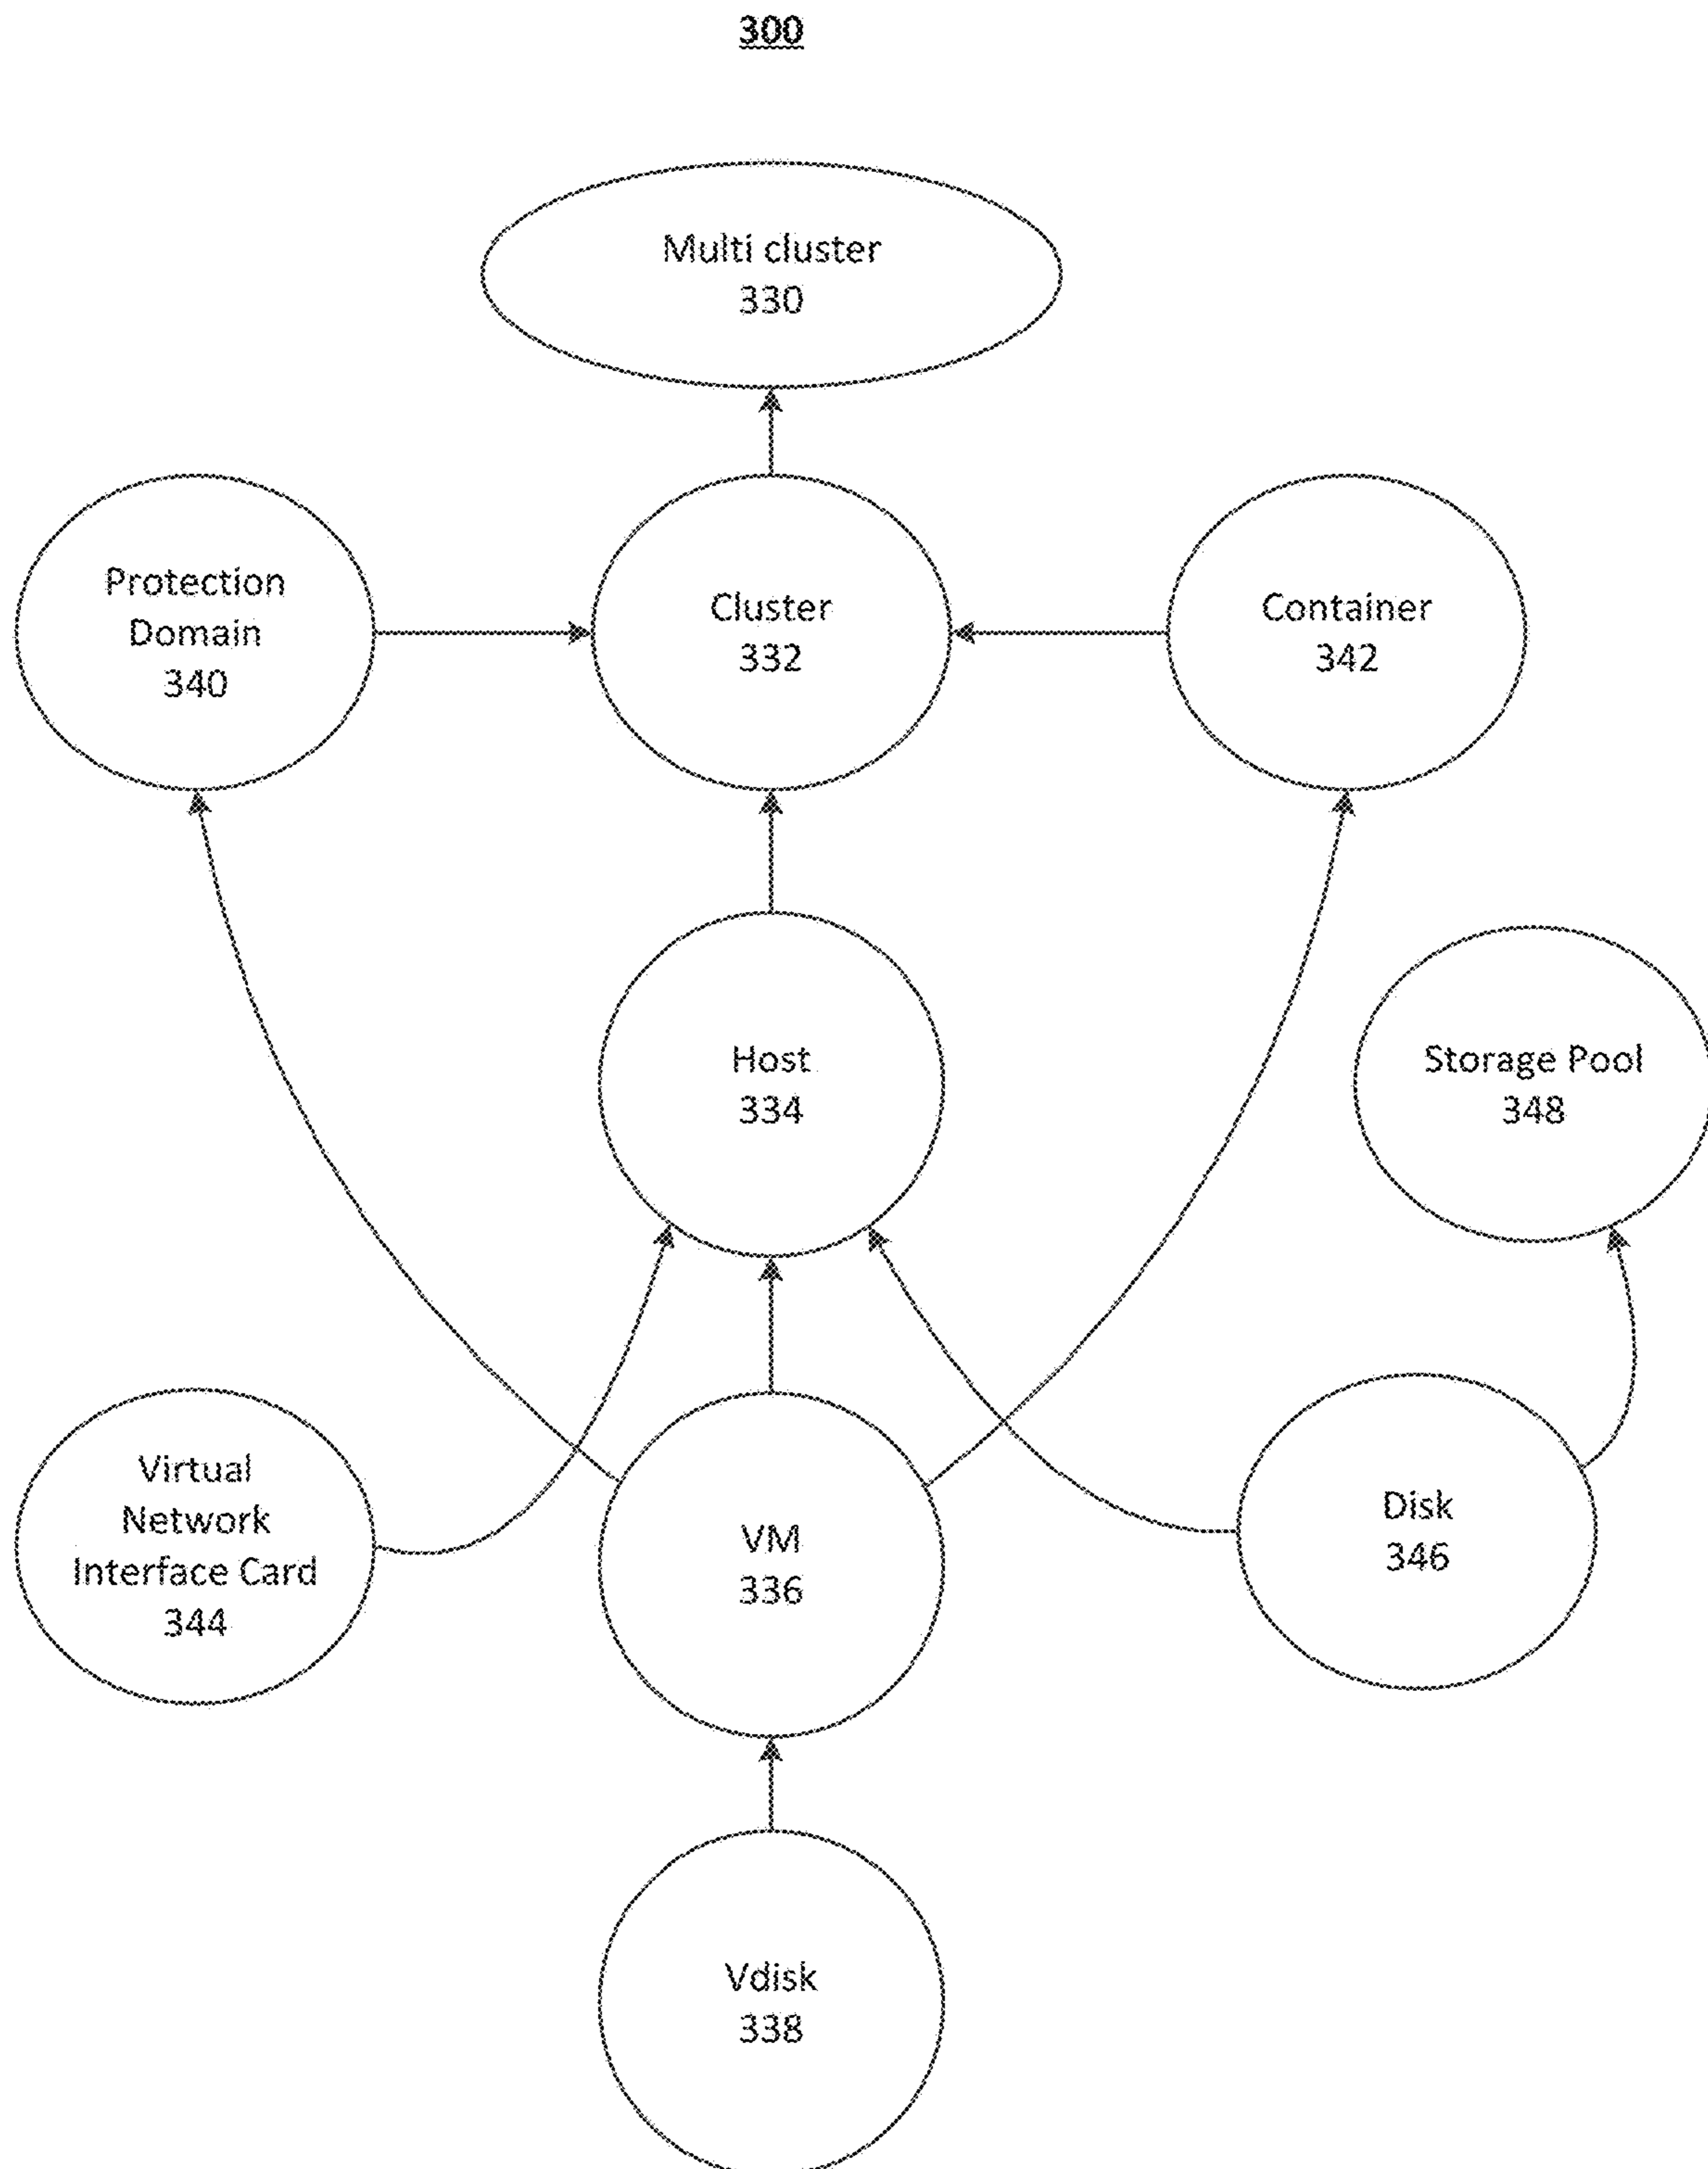 300
Multi cluster
330
Protection
Domain
340
Cluster
332
Container
342
Host
334
Storage Pool
348
Virtual
Network
Interface Card
344
VM
336
Disk
346
Vdisk
338